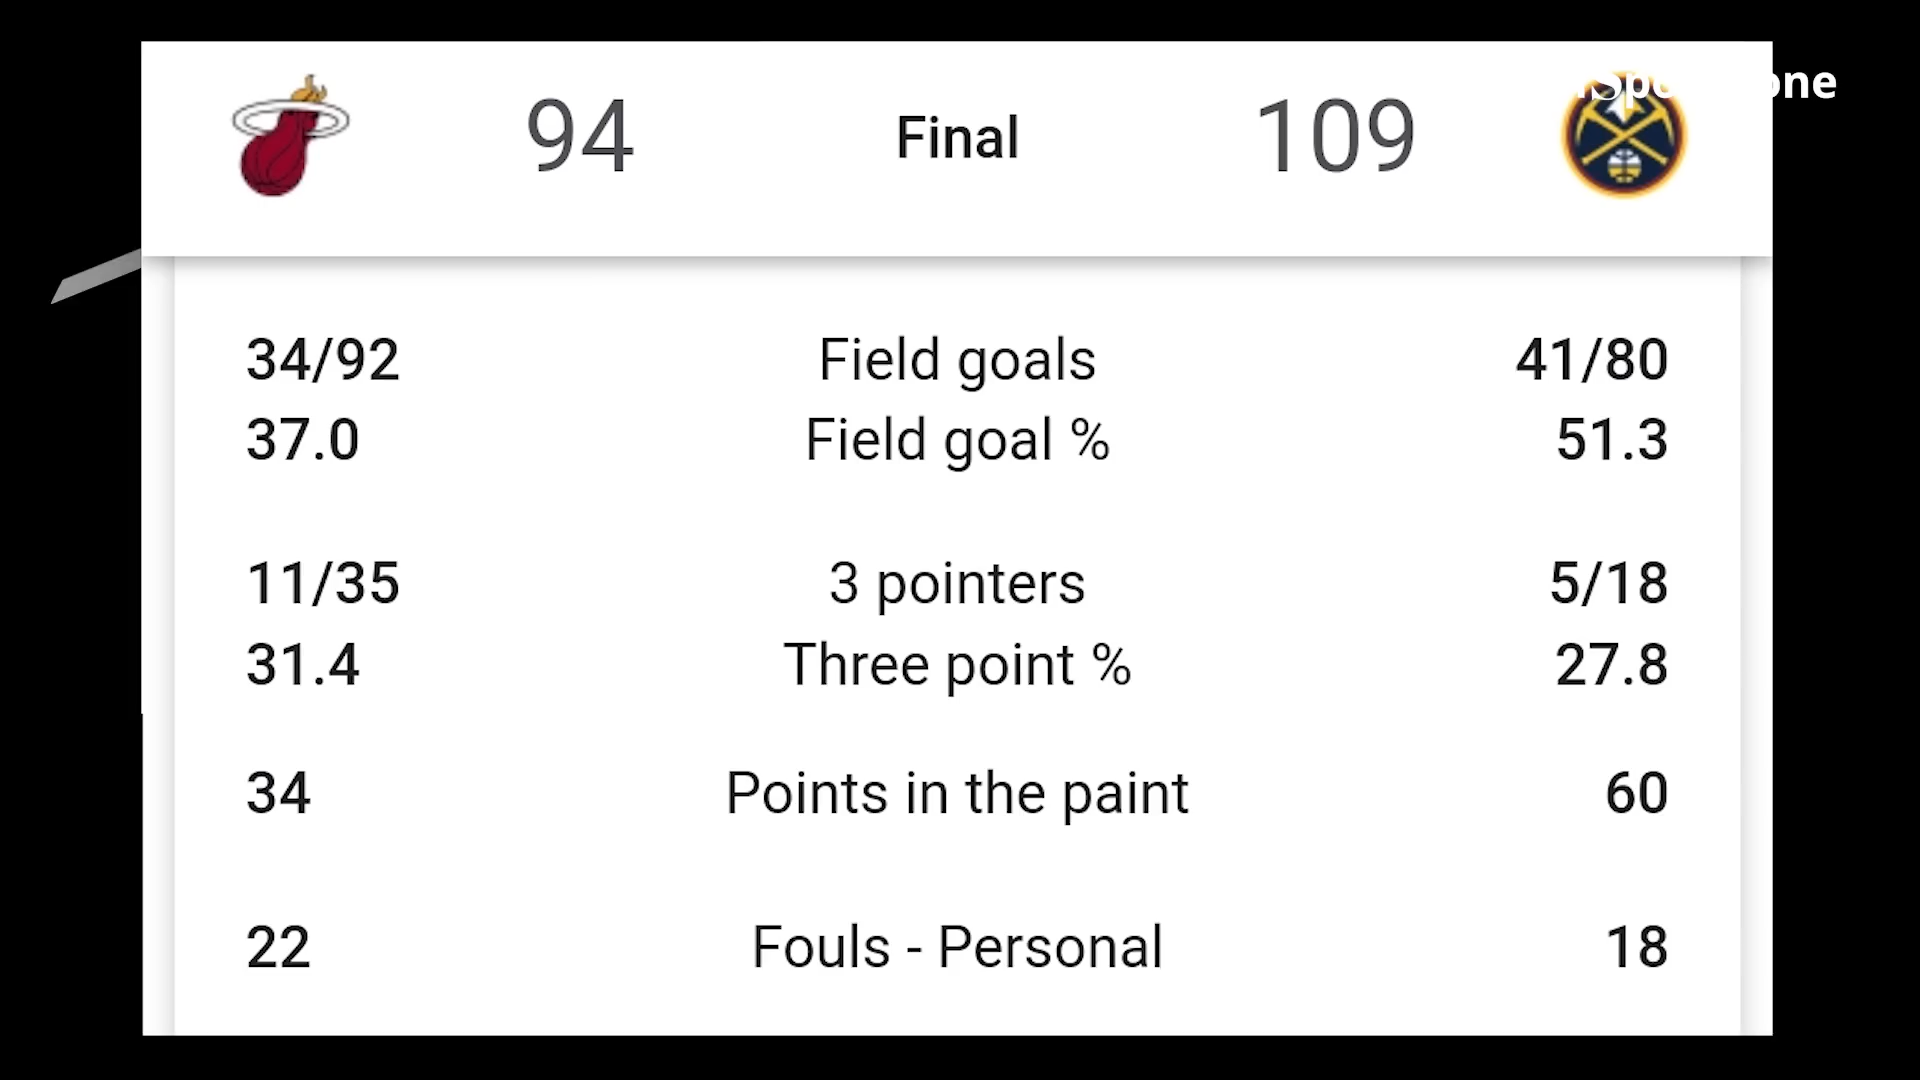 94 Final 109
34/92 Field goals 41/80
37.0 Field goal % 51.3
11/35 3 pointers 5/18
31.4 Three point % 27.8
34 Points in the paint 60
22 Fouls - Personal 18